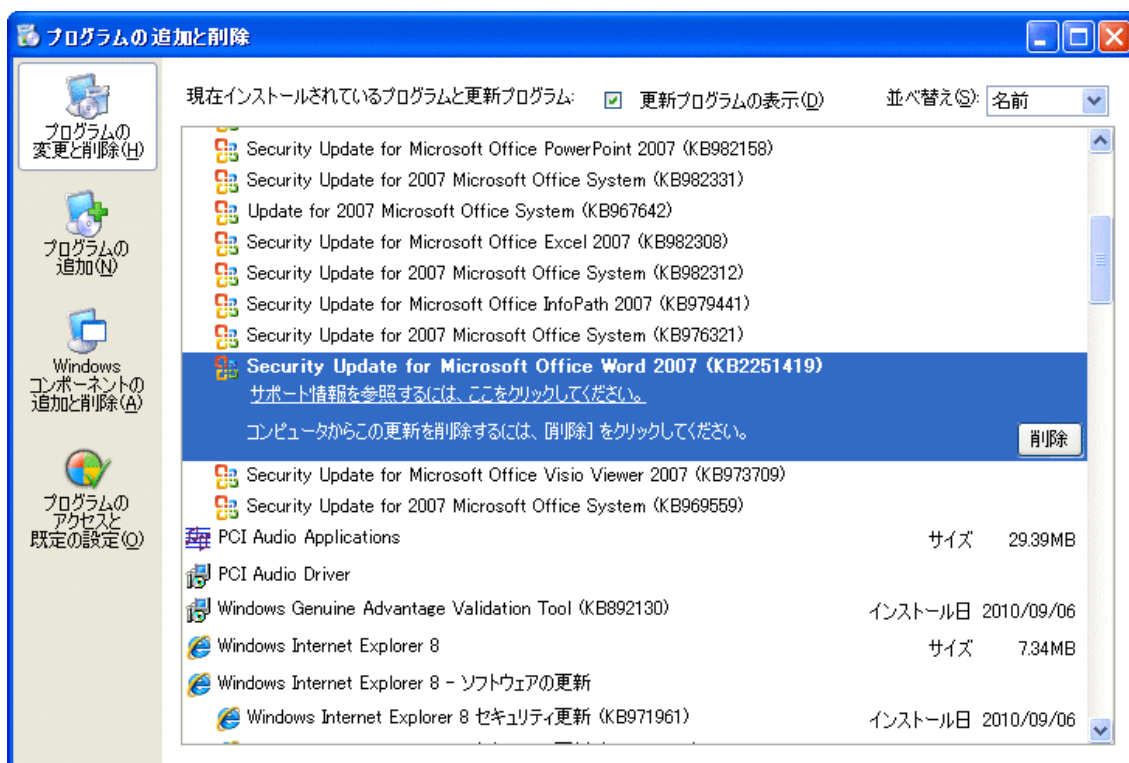 プログラムの追加と削除
プログラムの
変更と削除(H)
プログラムの
追加(N)
Windows
コンポーネントの
追加と削除(A)
プログラムの
アクセスと
既定の設定(O)
現在インストールされているプログラムと更新プログラム:
更新プログラムの表示(D)
並べ替え(S):
名前
Security Update for Microsoft Office PowerPoint 2007 (KB982158)
Security Update for 2007 Microsoft Office System (KB982331)
Update for 2007 Microsoft Office System (KB967642)
Security Update for Microsoft Office Excel 2007 (KB982308)
Security Update for 2007 Microsoft Office System (KB982312)
Security Update for Microsoft Office InfoPath 2007 (KB979441)
Security Update for 2007 Microsoft Office System (KB976321)
Security Update for Microsoft Office Word 2007 (KB2251419)
サポート情報を参照するには、ここをクリックしてください。
コンピュータからこの更新を削除するには、[削除] をクリックしてください。
削除
Security Update for Microsoft Office Visio Viewer 2007 (KB973709)
Security Update for 2007 Microsoft Office System (KB969559)
PCI Audio Applications サイズ 29.39MB
PCI Audio Driver
Windows Genuine Advantage Validation Tool (KB892130) インストール日 2010/09/06
Windows Internet Explorer 8 サイズ 7.34MB
Windows Internet Explorer 8 - ソフトウェアの更新
Windows Internet Explorer 8 セキュリティ更新 (KB971961) インストール日 2010/09/06